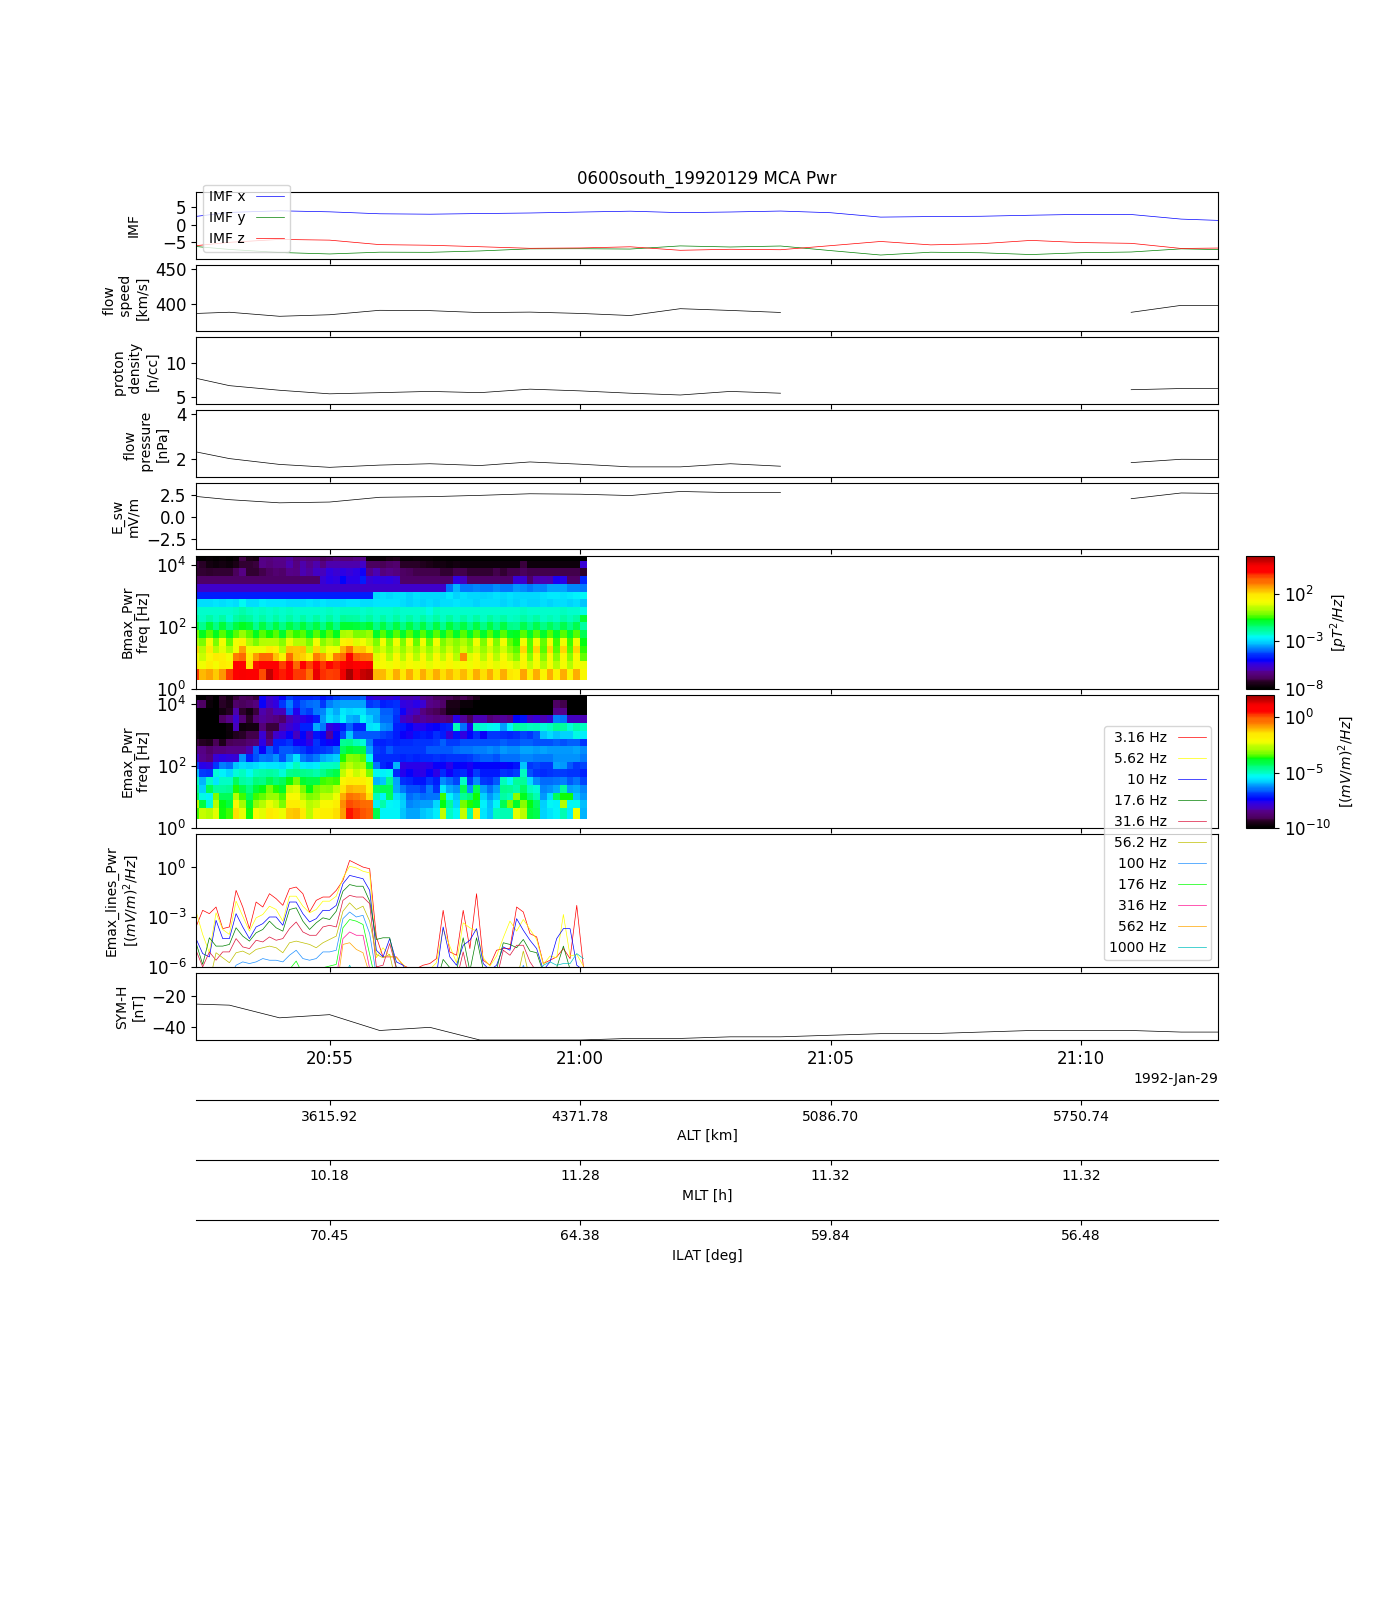 0600south_19920129 MCA Pwr
IMF
5
0
−5
IMF x
IMF y
IMF z
flow
speed
[km/s]
450
400
proton
density
[n/cc]
10
5
flow
pressure
[nPa]
4
2
E_sw
mV/m
2.5
0.0
−2.5
Bmax_Pwr
freq [Hz]
10^4
10^2
10^0
10^2
10^−3
10^−8
[pT^2/Hz]
Emax_Pwr
freq [Hz]
10^4
10^2
10^0
10^0
10^−5
10^−10
[(mV/m)^2/Hz]
3.16 Hz
5.62 Hz
10 Hz
17.6 Hz
31.6 Hz
56.2 Hz
100 Hz
176 Hz
316 Hz
562 Hz
1000 Hz
Emax_lines_Pwr
[(mV/m)^2/Hz]
10^0
10^−3
10^−6
SYM-H
[nT]
−20
−40
20:55 21:00 21:05 21:10
1992-Jan-29
3615.92 4371.78 5086.70 5750.74
ALT [km]
10.18 11.28 11.32 11.32
MLT [h]
70.45 64.38 59.84 56.48
ILAT [deg]